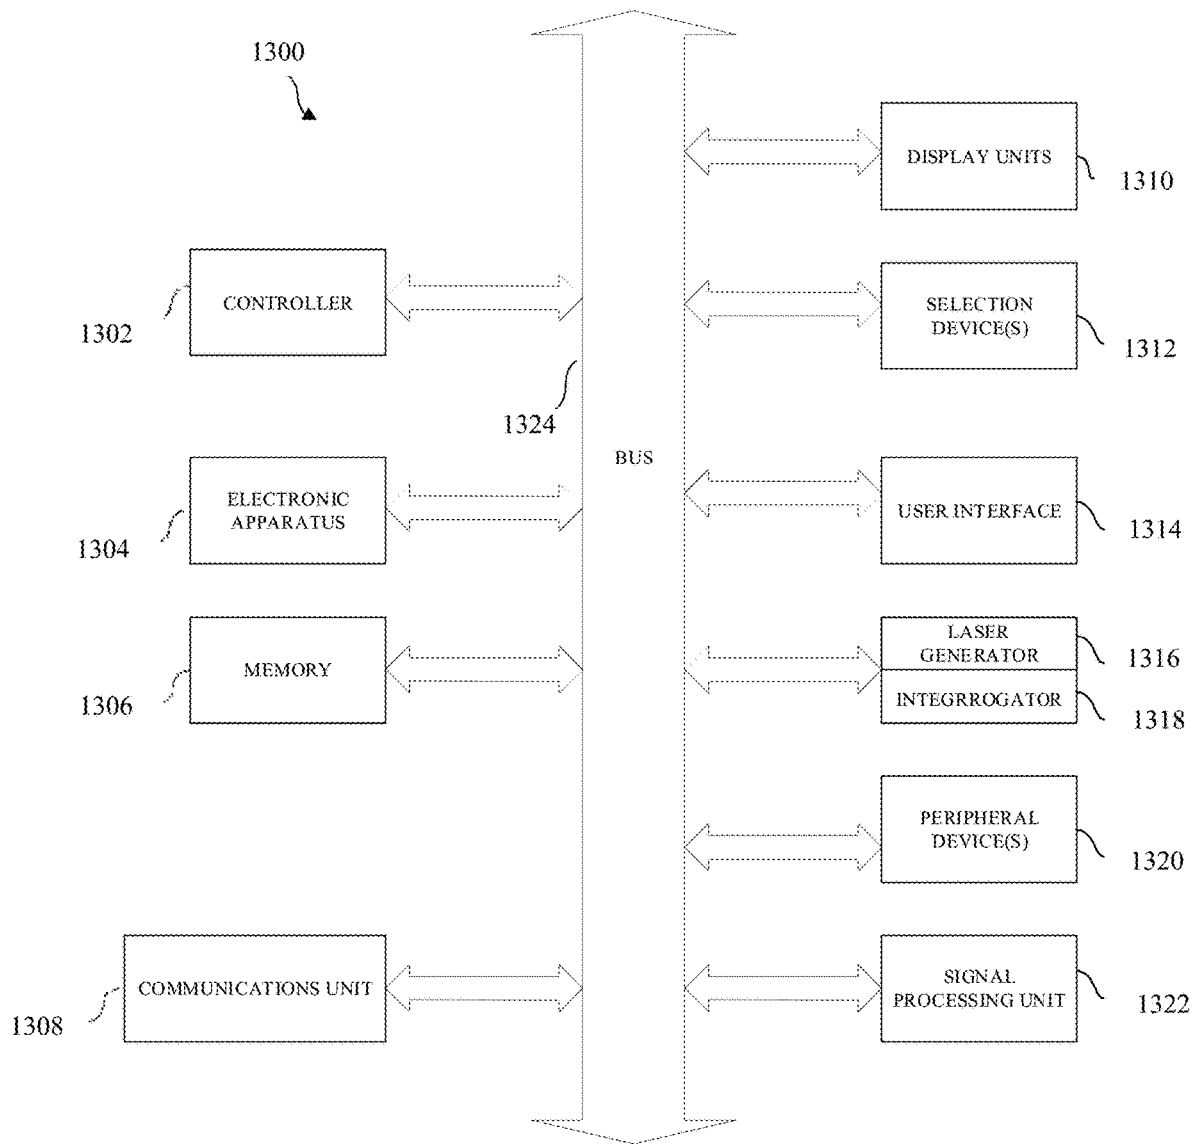 1300
DISPLAY UNITS
1310
CONTROLLER
1302
SELECTION
DEVICE(S)
1312
1324
BUS
ELECTRONIC
APPARATUS
1304
USER INTERFACE
1314
MEMORY
1306
LASER
GENERATOR
1316
INTEGRROGATOR
1318
PERIPHERAL
DEVICE(S)
1320
COMMUNICATIONS UNIT
1308
SIGNAL
PROCESSING UNIT
1322